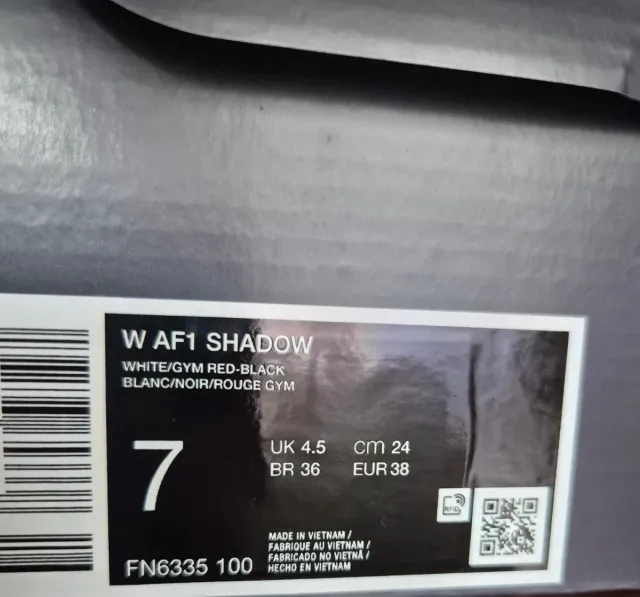 W AF1 SHADOW
WHITE/GYM RED-BLACK
BLANC/NOIR/ROUGE GYM
7
UK 4.5 cm 24
BR 36 EUR 38
RFID
MADE IN VIETNAM /
FABRIQUE AU VIETNAM /
FABRICADO NO VIETNÃ /
HECHO EN VIETNAM
FN6335 100